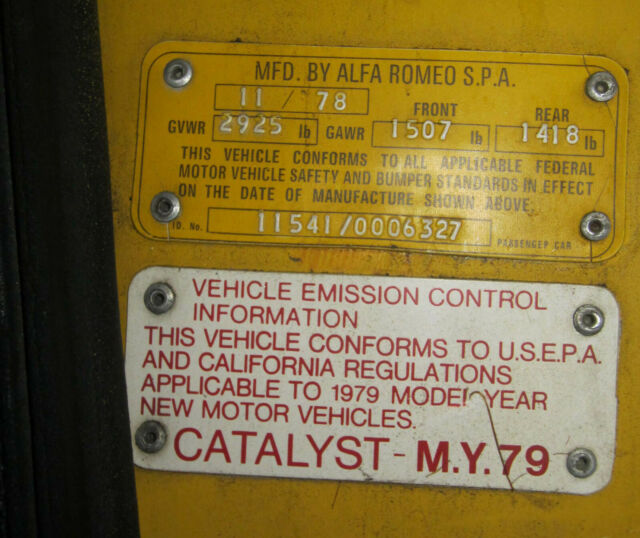 MFD. BY ALFA ROMEO S.P.A.
11 / 78 FRONT REAR
GVWR 2925 lb GAWR 1507 lb 1418 lb
THIS VEHICLE CONFORMS TO ALL APPLICABLE FEDERAL
MOTOR VEHICLE SAFETY AND BUMPER STANDARDS IN EFFECT
ON THE DATE OF MANUFACTURE SHOWN ABOVE
ID. No. 11541/0006327 PASSENGER CAR
VEHICLE EMISSION CONTROL
INFORMATION
THIS VEHICLE CONFORMS TO U.S.E.P.A.
AND CALIFORNIA REGULATIONS
APPLICABLE TO 1979 MODEL YEAR
NEW MOTOR VEHICLES.
CATALYST - M.Y. 79